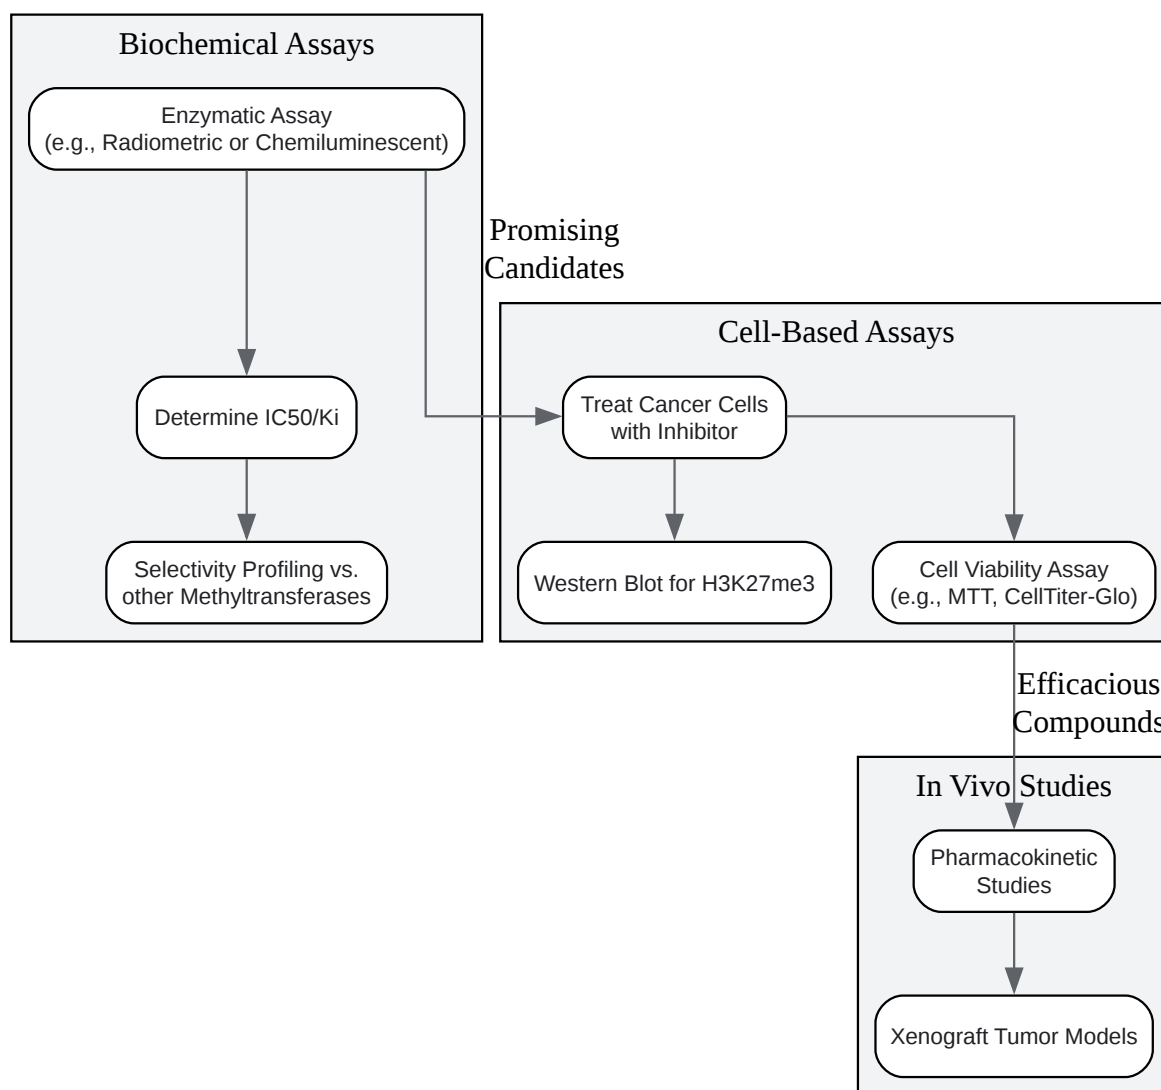 Biochemical Assays
Enzymatic Assay
(e.g., Radiometric or Chemiluminescent)
Promising
Candidates
Cell-Based Assays
Determine IC50/Ki
Treat Cancer Cells
with Inhibitor
Selectivity Profiling vs.
other Methyltransferases
Western Blot for H3K27me3
Cell Viability Assay
(e.g., MTT, CellTiter-Glo)
Efficacious
Compounds
In Vivo Studies
Pharmacokinetic
Studies
Xenograft Tumor Models